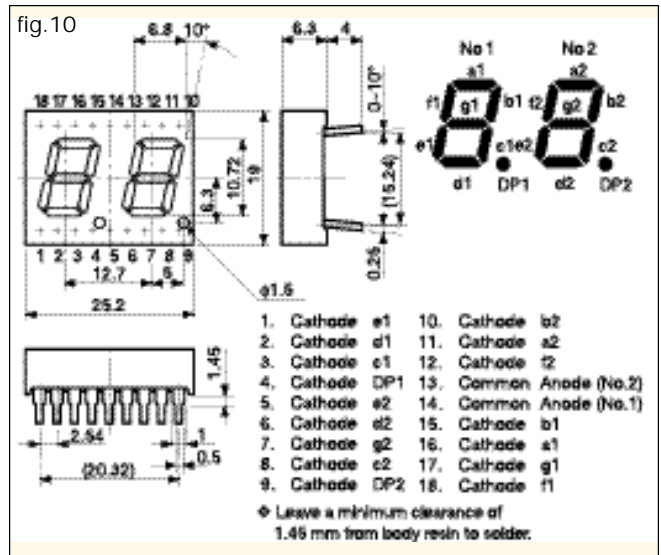 fig.10
6.8 10°
6.3 4
No 1 No 2
a1 a2
18 17 16 15 14 13 12 11 10
0-10°
f1 g1 b1 f2 g2 b2
e1 c1 e2 c2
d1 DP1 d2 DP2
10.72
19
6.3
(15.24)
0.25
1 2 3 4 5 6 7 8 9
12.7 5
25.2
φ1.5
1.45
2.54
1
0.5
(20.32)
1. Cathode e1 10. Cathode b2
2. Cathode d1 11. Cathode a2
3. Cathode c1 12. Cathode f2
4. Cathode DP1 13. Common Anode (No.2)
5. Cathode e2 14. Common Anode (No.1)
6. Cathode d2 15. Cathode b1
7. Cathode g2 16. Cathode a1
8. Cathode c2 17. Cathode g1
9. Cathode DP2 18. Cathode f1
❖ Leave a minimum clearance of
1.45 mm from body resin to solder.